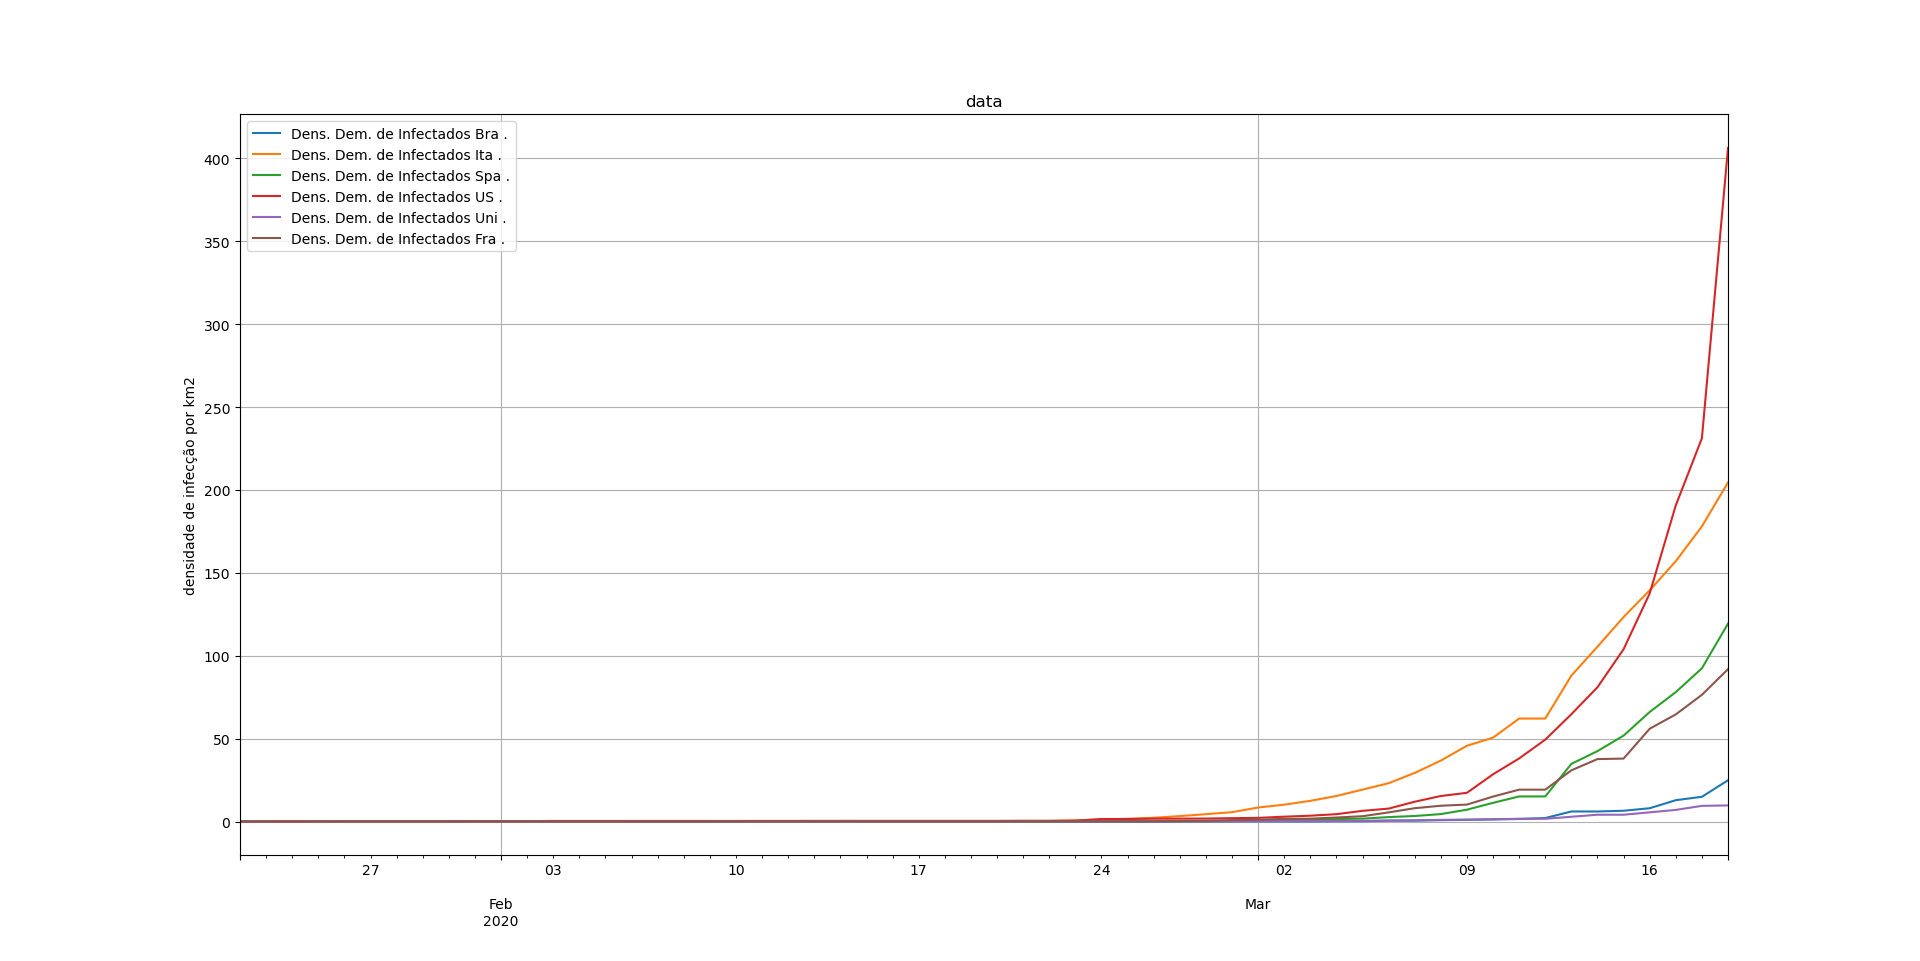 data
Dens. Dem. de Infectados Bra .
Dens. Dem. de Infectados Ita .
Dens. Dem. de Infectados Spa .
Dens. Dem. de Infectados US .
Dens. Dem. de Infectados Uni .
Dens. Dem. de Infectados Fra .
densidade de infecção por km2
400
350
300
250
200
150
100
50
0
27 03 10 17 24 02 09 16
Feb Mar
2020